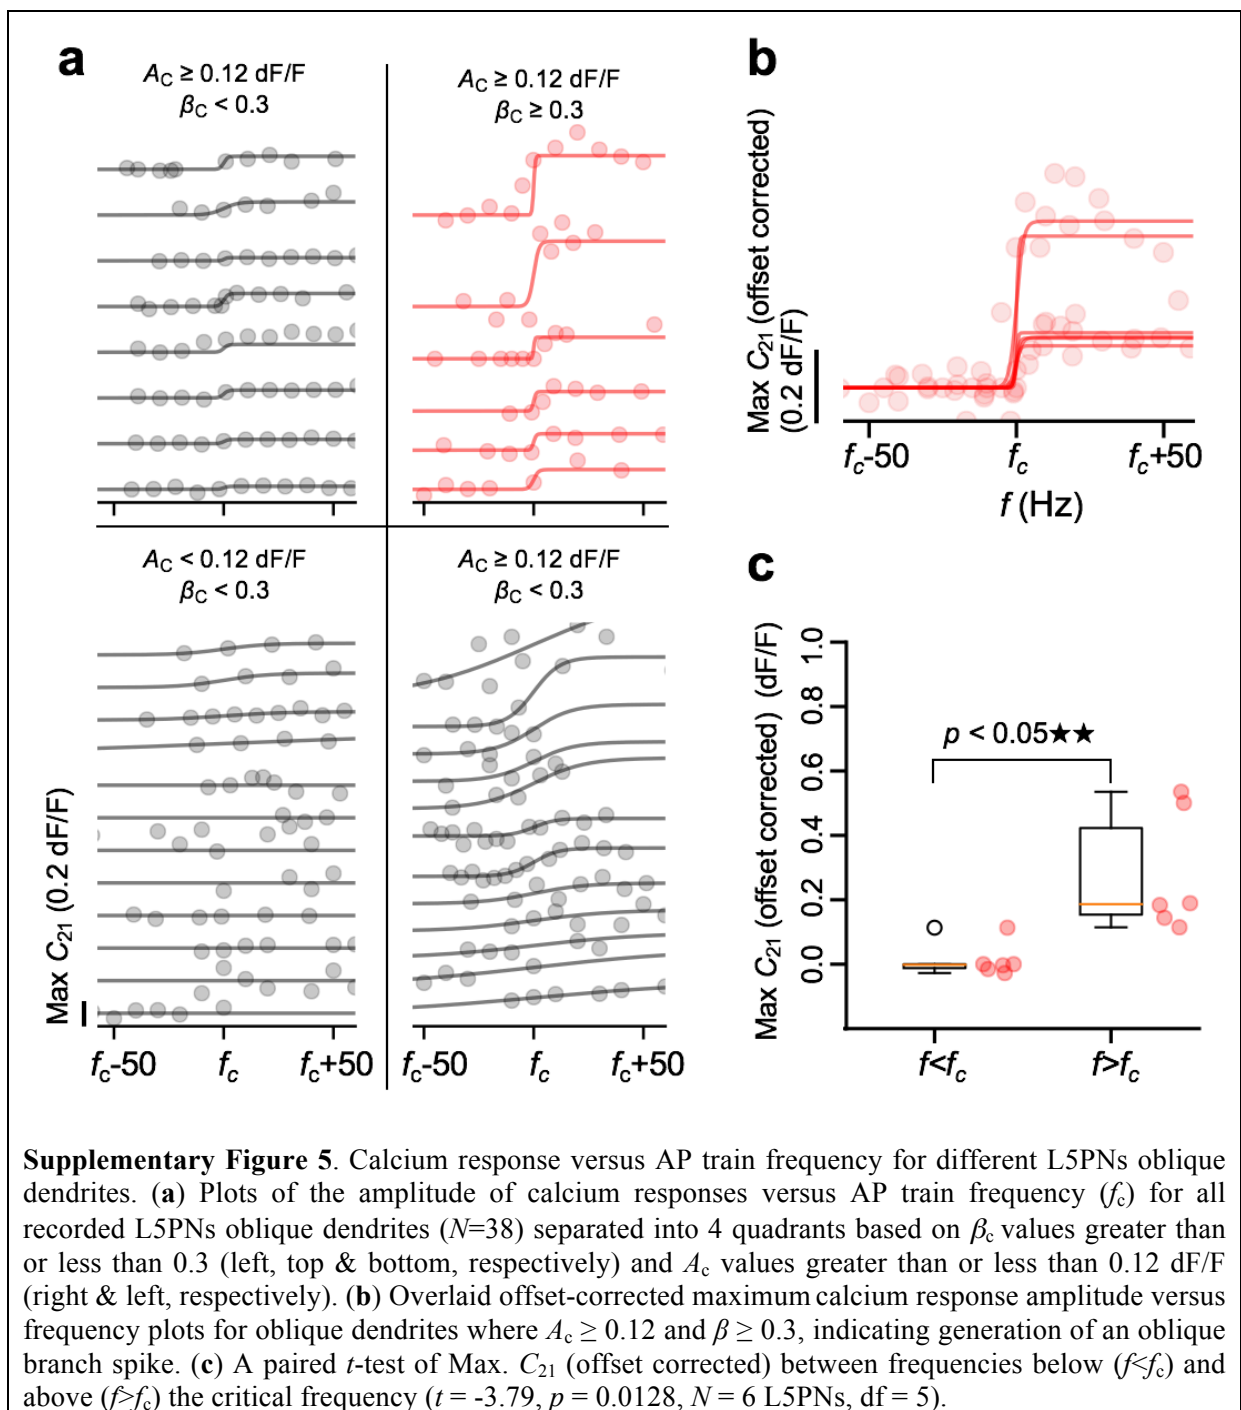 a
A_C ≥ 0.12 dF/F
β_C < 0.3
A_C ≥ 0.12 dF/F
β_C ≥ 0.3
A_C < 0.12 dF/F
β_C < 0.3
A_C ≥ 0.12 dF/F
β_C < 0.3
Max C_21 (0.2 dF/F)
f_c-50 f_c f_c+50 f_c-50 f_c f_c+50
b
Max C_21 (offset corrected)
(0.2 dF/F)
f_c-50 f_c f_c+50
f (Hz)
c
Max C_21 (offset corrected) (dF/F)
1.0
0.8
0.6
0.4
0.2
0.0
p < 0.05★★
f<f_c f>f_c
Supplementary Figure 5. Calcium response versus AP train frequency for different L5PNs oblique
dendrites. (a) Plots of the amplitude of calcium responses versus AP train frequency (f_c) for all
recorded L5PNs oblique dendrites (N=38) separated into 4 quadrants based on β_c values greater than
or less than 0.3 (left, top & bottom, respectively) and A_c values greater than or less than 0.12 dF/F
(right & left, respectively). (b) Overlaid offset-corrected maximum calcium response amplitude versus
frequency plots for oblique dendrites where A_c ≥ 0.12 and β ≥ 0.3, indicating generation of an oblique
branch spike. (c) A paired t-test of Max. C_21 (offset corrected) between frequencies below (f<f_c) and
above (f>f_c) the critical frequency (t = -3.79, p = 0.0128, N = 6 L5PNs, df = 5).